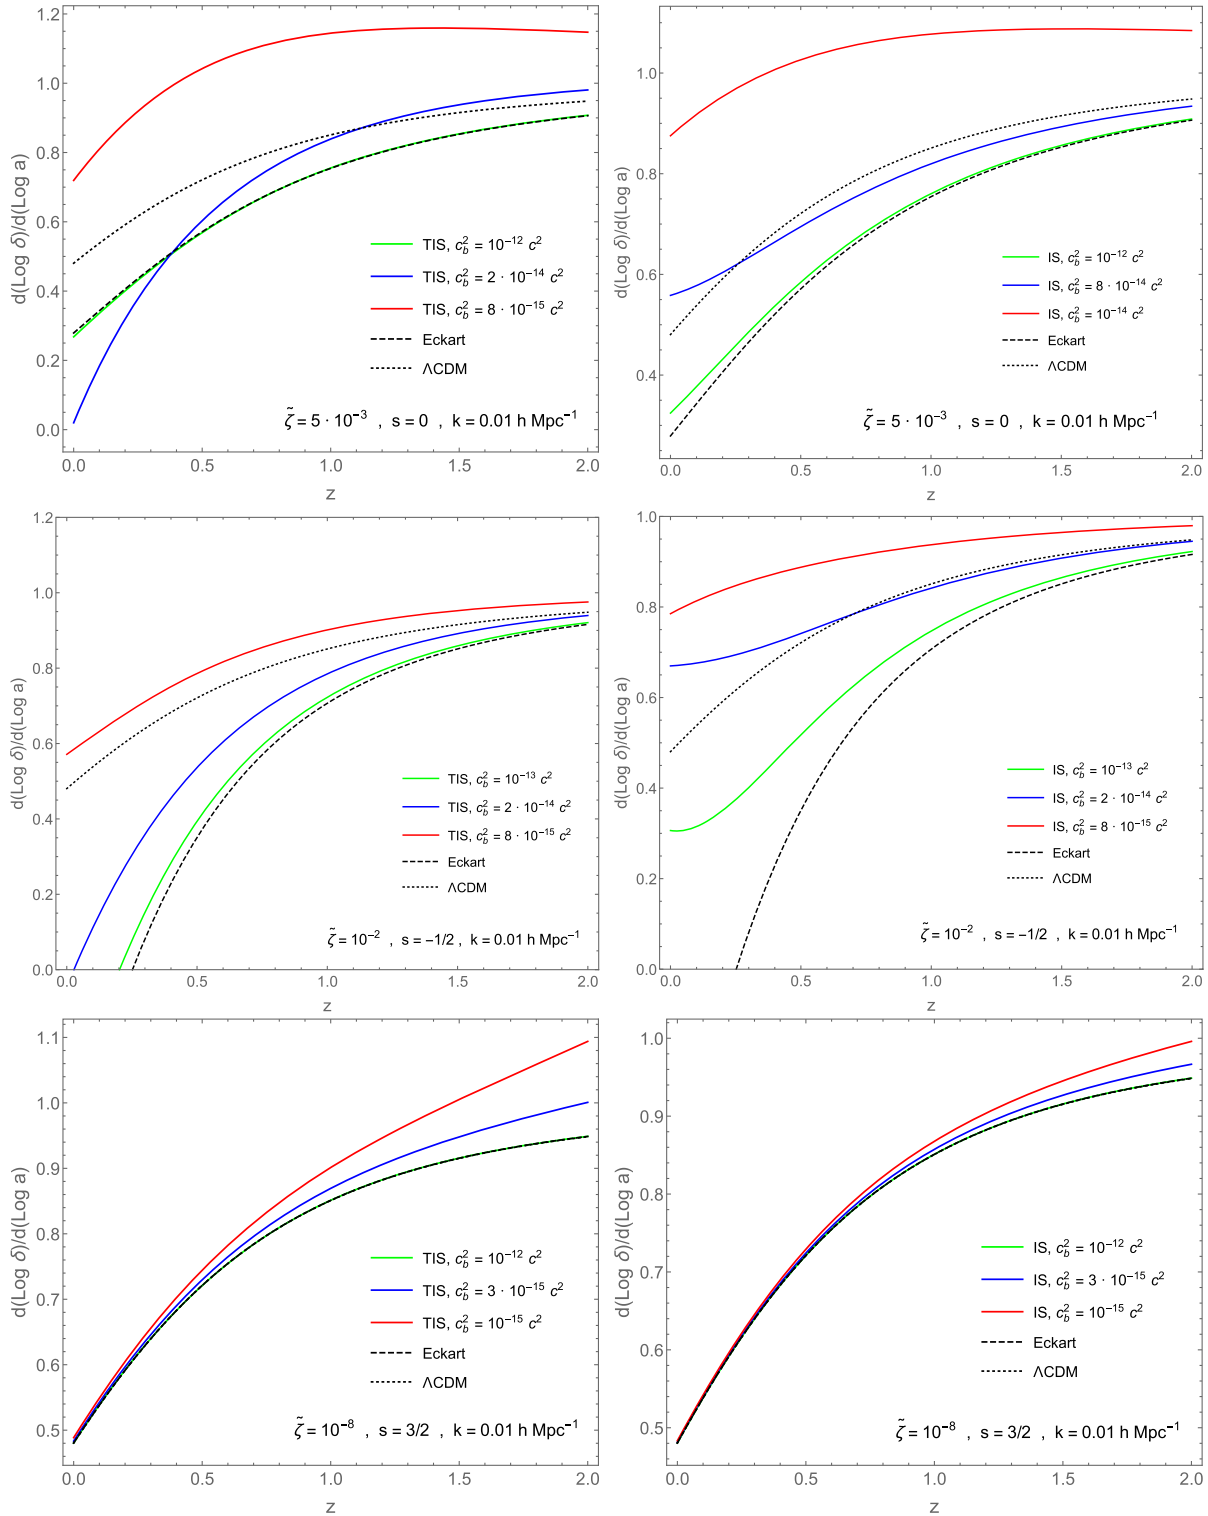 d(Log δ)/d(Log a)
1.2
1.0
0.8
0.6
0.4
0.2
0.0
TIS, c_b^2 = 10^−12 c^2
TIS, c_b^2 = 2 · 10^−14 c^2
TIS, c_b^2 = 8 · 10^−15 c^2
Eckart
ΛCDM
ζ̃ = 5 · 10^−3 , s = 0 , k = 0.01 h Mpc^−1
0.0 0.5 1.0 1.5 2.0
z
d(Log δ)/d(Log a)
1.0
0.8
0.6
0.4
IS, c_b^2 = 10^−12 c^2
IS, c_b^2 = 8 · 10^−14 c^2
IS, c_b^2 = 10^−14 c^2
Eckart
ΛCDM
ζ̃ = 5 · 10^−3 , s = 0 , k = 0.01 h Mpc^−1
0.0 0.5 1.0 1.5 2.0
z
d(Log δ)/d(Log a)
1.2
1.0
0.8
0.6
0.4
0.2
0.0
TIS, c_b^2 = 10^−13 c^2
TIS, c_b^2 = 2 · 10^−14 c^2
TIS, c_b^2 = 8 · 10^−15 c^2
Eckart
ΛCDM
ζ̃ = 10^−2 , s = −1/2 , k = 0.01 h Mpc^−1
0.0 0.5 1.0 1.5 2.0
z
d(Log δ)/d(Log a)
1.0
0.8
0.6
0.4
0.2
0.0
IS, c_b^2 = 10^−13 c^2
IS, c_b^2 = 2 · 10^−14 c^2
IS, c_b^2 = 8 · 10^−15 c^2
Eckart
ΛCDM
ζ̃ = 10^−2 , s = −1/2 , k = 0.01 h Mpc^−1
0.0 0.5 1.0 1.5 2.0
z
d(Log δ)/d(Log a)
1.1
1.0
0.9
0.8
0.7
0.6
0.5
TIS, c_b^2 = 10^−12 c^2
TIS, c_b^2 = 3 · 10^−15 c^2
TIS, c_b^2 = 10^−15 c^2
Eckart
ΛCDM
ζ̃ = 10^−8 , s = 3/2 , k = 0.01 h Mpc^−1
0.0 0.5 1.0 1.5 2.0
z
d(Log δ)/d(Log a)
1.0
0.9
0.8
0.7
0.6
0.5
IS, c_b^2 = 10^−12 c^2
IS, c_b^2 = 3 · 10^−15 c^2
IS, c_b^2 = 10^−15 c^2
Eckart
ΛCDM
ζ̃ = 10^−8 , s = 3/2 , k = 0.01 h Mpc^−1
0.0 0.5 1.0 1.5 2.0
z